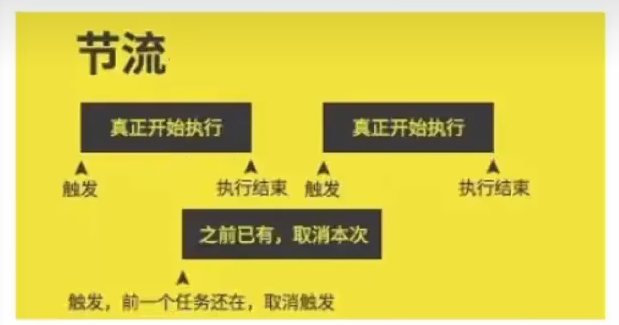 节流
真正开始执行 真正开始执行
触发 执行结束 触发 执行结束
之前已有，取消本次
触发，前一个任务还在，取消触发